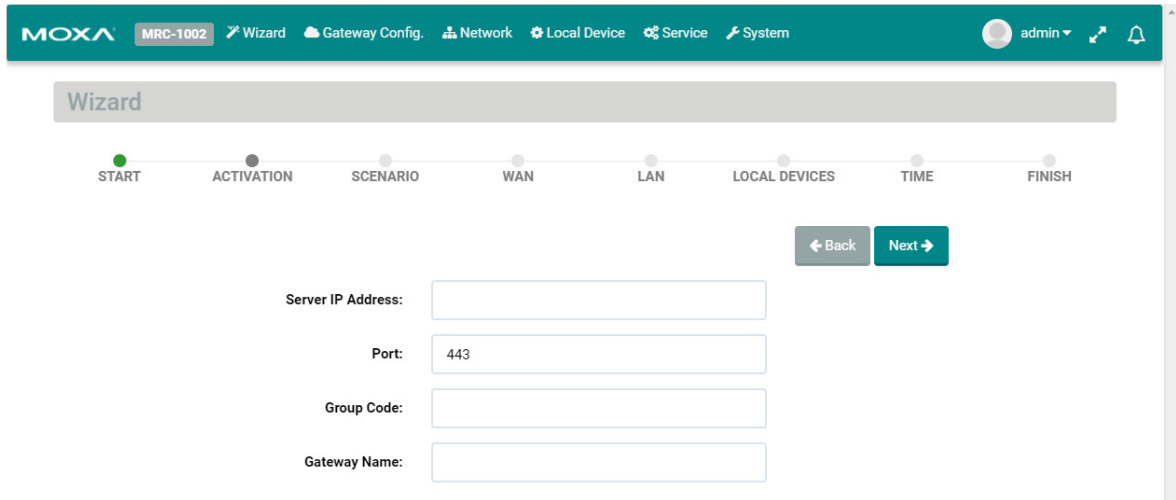 MOXA MRC-1002 Wizard Gateway Config. Network Local Device Service System admin
Wizard
START ACTIVATION SCENARIO WAN LAN LOCAL DEVICES TIME FINISH
Back Next
Server IP Address:
Port: 443
Group Code:
Gateway Name: